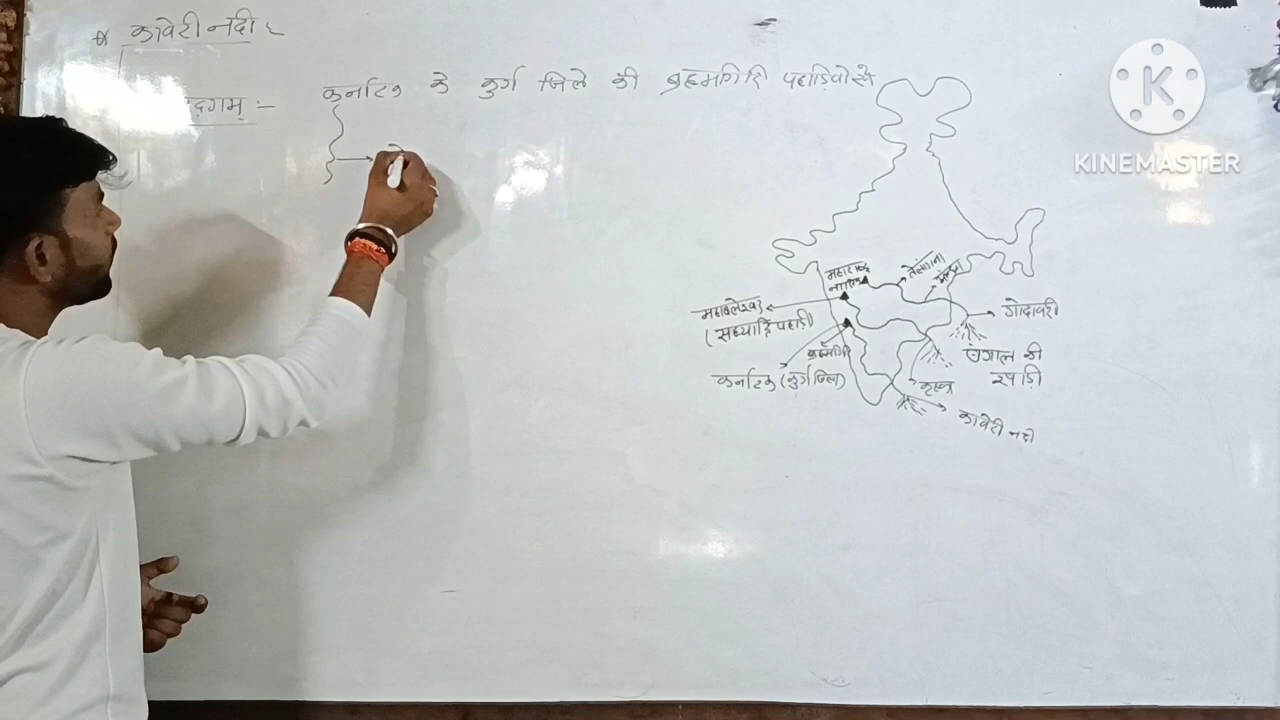 कावेरी नदी
द्गम् :-
कर्नाटक के कुर्ग जिले की ब्रह्मगिरी पहाड़ियों से
KINEMASTER
महाराष्ट्र
नासिक
तेलंगाना
महाबलेश्वर
(सह्याद्रि पहाड़ी)
गोदावरी
ब्रह्मगिरी
बंगाल की
खाड़ी
कर्नाटक (कुर्ग जिला)
कृष्णा
कावेरी नदी